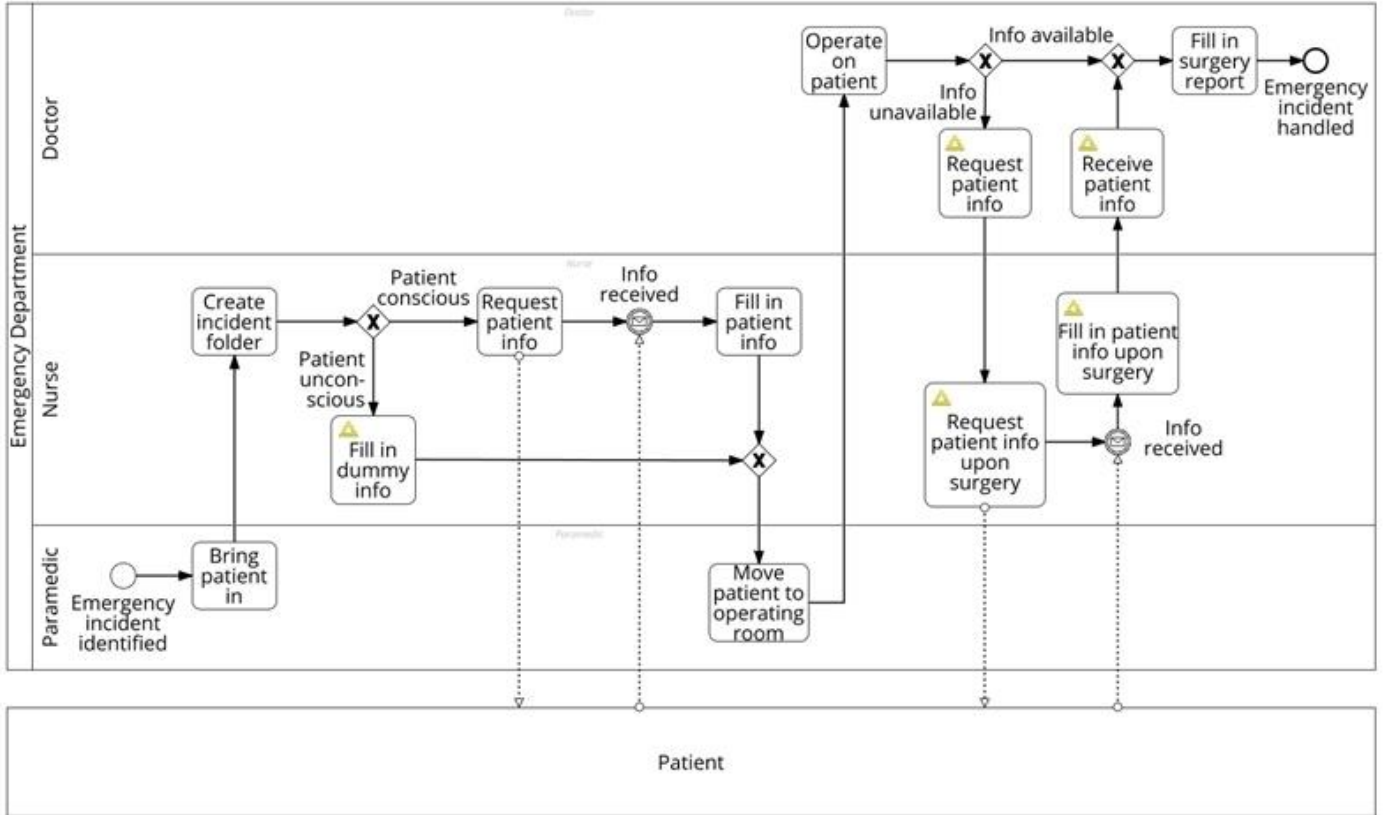 Doctor
Emergency Department
Doctor
Operate
on
patient
Info available
Fill in
surgery
report
Emergency
incident
handled
Info
unavailable
Request
patient
info
Receive
patient
info
Nurse
Nurse
Create
incident
folder
Patient
conscious
Request
patient
info
Info
received
Fill in
patient
info
Patient
uncon-
scious
Fill in
dummy
info
Fill in patient
info upon
surgery
Request
patient info
upon
surgery
Info
received
Paramedic
Paramedic
Emergency
incident
identified
Bring
patient
in
Move
patient to
operating
room
Patient